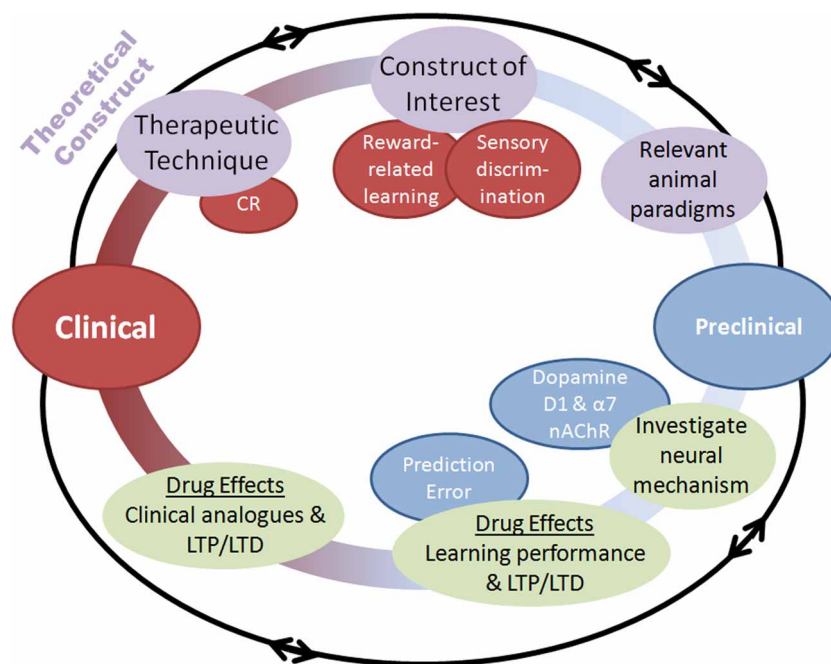 Theoretical
Construct
Construct of
Interest
Therapeutic
Technique
Reward-
related
learning
Sensory
discrim-
ination
Relevant
animal
paradigms
CR
Clinical
Preclinical
Dopamine
D1 & α7
nAChR
Investigate
neural
mechanism
Prediction
Error
Drug Effects
Clinical analogues &
LTP/LTD
Drug Effects
Learning performance
& LTP/LTD